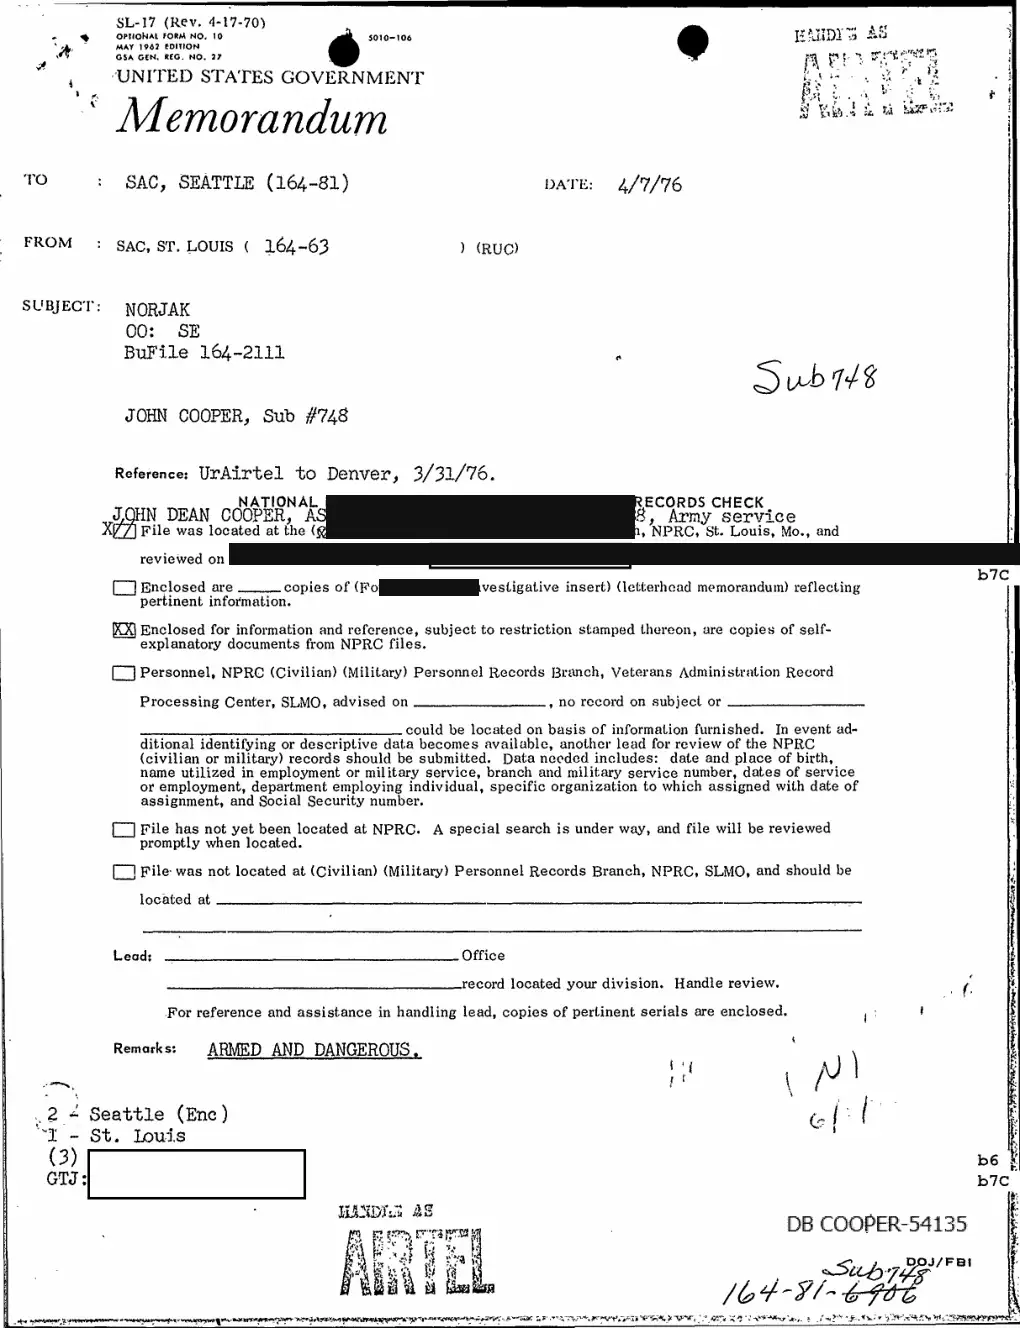 SL-17 (Rev. 4-17-70)
OPTIONAL FORM NO. 10
MAY 1962 EDITION
GSA GEN. REG. NO. 27
5010-106
HANDLE AS
AIRTEL
UNITED STATES GOVERNMENT
Memorandum
TO : SAC, SEATTLE (164-81)
DATE: 4/7/76
FROM : SAC, ST. LOUIS ( 164-63 ) (RUC)
SUBJECT: NORJAK
OO: SE
BuFile 164-2111
Sub 748
JOHN COOPER, Sub #748
Reference: UrAirtel to Denver, 3/31/76.
NATIONAL RECORDS CHECK
JOHN DEAN COOPER, AS 8, Army service
File was located at the , NPRC, St. Louis, Mo., and
reviewed on
b7C
Enclosed are ____ copies of (Fo vestigative insert) (letterhead memorandum) reflecting
pertinent information.
XX Enclosed for information and reference, subject to restriction stamped thereon, are copies of self-
explanatory documents from NPRC files.
Personnel, NPRC (Civilian) (Military) Personnel Records Branch, Veterans Administration Record
Processing Center, SLMO, advised on ____, no record on subject or ____
____ could be located on basis of information furnished. In event ad-
ditional identifying or descriptive data becomes available, another lead for review of the NPRC
(civilian or military) records should be submitted. Data needed includes: date and place of birth,
name utilized in employment or military service, branch and military service number, dates of service
or employment, department employing individual, specific organization to which assigned with date of
assignment, and Social Security number.
File has not yet been located at NPRC. A special search is under way, and file will be reviewed
promptly when located.
File was not located at (Civilian) (Military) Personnel Records Branch, NPRC, SLMO, and should be
located at
Lead: ____ Office
____ record located your division. Handle review.
For reference and assistance in handling lead, copies of pertinent serials are enclosed.
Remarks: ARMED AND DANGEROUS.
2 - Seattle (Enc)
1 - St. Louis
(3)
GTJ:
b6
b7C
HANDLE AS
AIRTEL
DB COOPER-54135
DOJ/FBI
Sub 748
164-81-6906